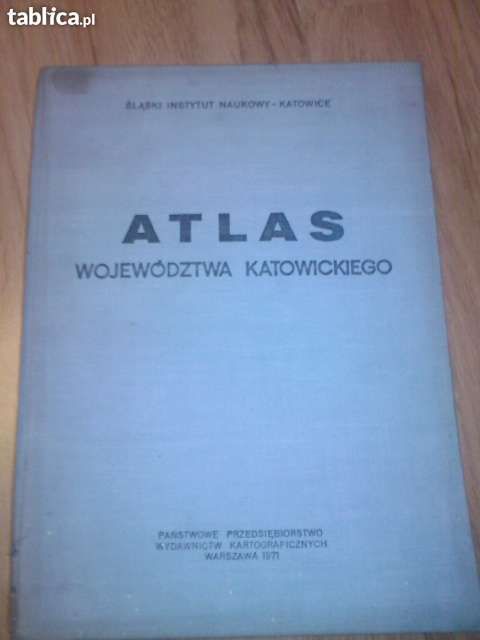 tablica.pl
ŚLĄSKI INSTYTUT NAUKOWY - KATOWICE
ATLAS
WOJEWÓDZTWA KATOWICKIEGO
PAŃSTWOWE PRZEDSIĘBIORSTWO
WYDAWNICTW KARTOGRAFICZNYCH
WARSZAWA 1971